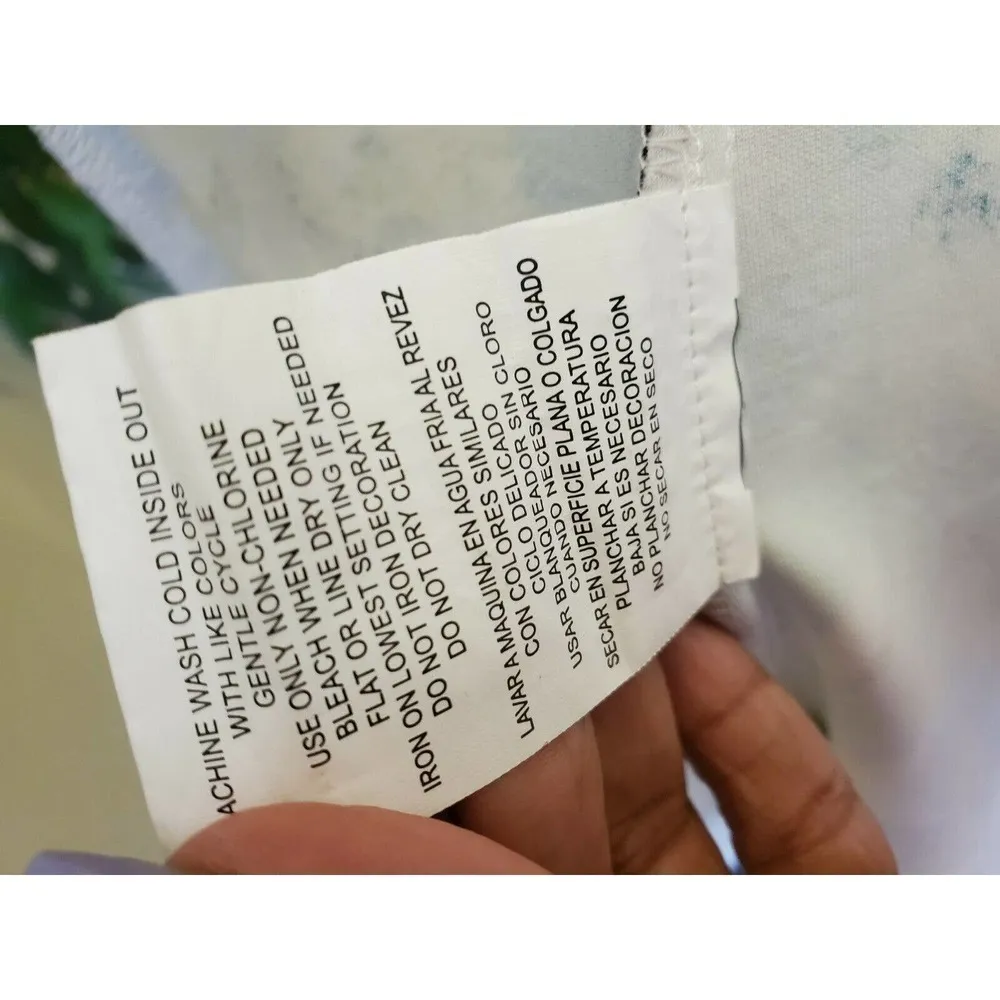 ACHINE WASH COLD INSIDE OUT
WITH LIKE COLORS
GENTLE CYCLE
USE ONLY NON-CHLORINE
BLEACH WHEN NEEDED
FLAT OR LINE DRY ONLY
IRON ON LOWEST SETTING IF NEEDED
DO NOT IRON DECORATION
DO NOT DRY CLEAN
LAVAR A MAQUINA EN AGUA FRIA AL REVEZ
CON COLORES SIMILARES
CICLO DELICADO
USAR BLANQUEADOR SIN CLORO
CUANDO NECESARIO
SECAR EN SUPERFICIE PLANA O COLGADO
PLANCHAR A TEMPERATURA
BAJA SI ES NECESARIO
NO PLANCHAR DECORACION
NO SECAR EN SECO